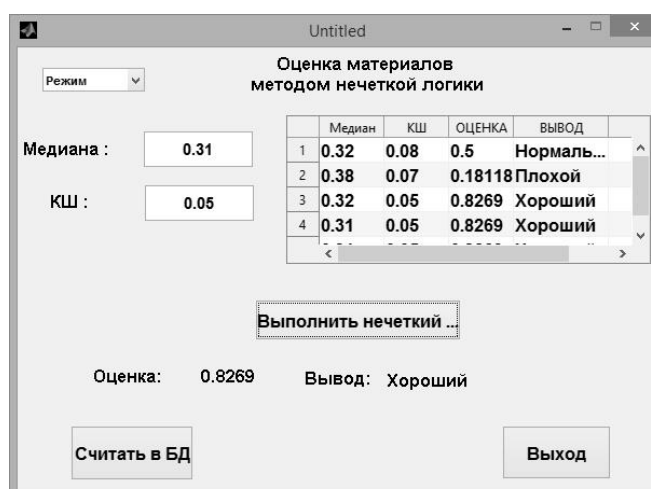 Untitled
Режим
Оценка материалов
методом нечеткой логики
Медиана :
0.31
КШ :
0.05
Медиан КШ ОЦЕНКА ВЫВОД
1 0.32 0.08 0.5 Нормаль...
2 0.38 0.07 0.18118 Плохой
3 0.32 0.05 0.8269 Хороший
4 0.31 0.05 0.8269 Хороший
Выполнить нечеткий ...
Оценка: 0.8269 Вывод: Хороший
Считать в БД
Выход